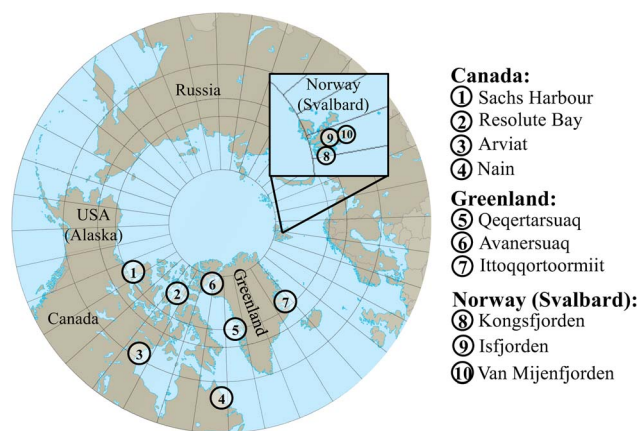 Russia
Norway
(Svalbard)
9
10
8
USA
(Alaska)
1
2
6
7
Greenland
5
Canada
3
4
Canada:
1 Sachs Harbour
2 Resolute Bay
3 Arviat
4 Nain
Greenland:
5 Qeqertarsuaq
6 Avanersuaq
7 Ittoqqortoormiit
Norway (Svalbard):
8 Kongsfjorden
9 Isfjorden
10 Van Mijenfjorden